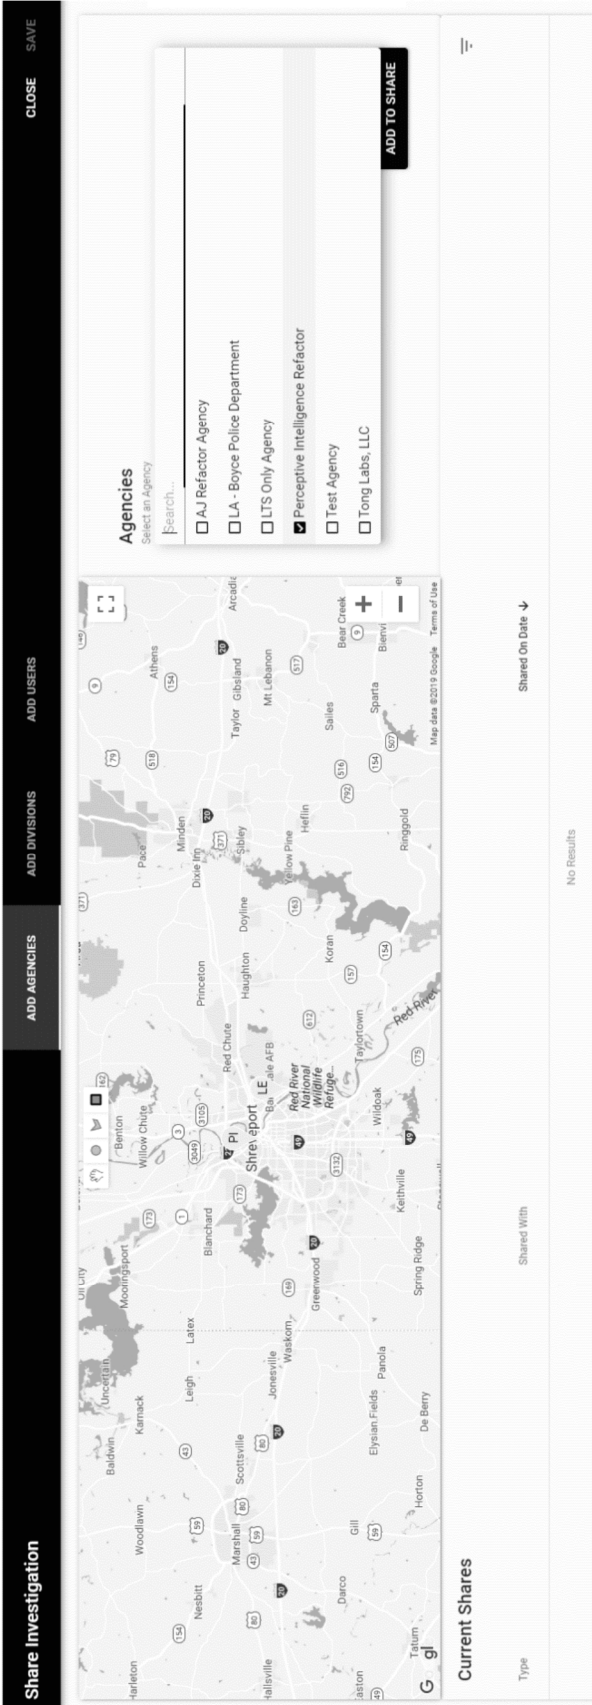 Share Investigation
ADD AGENCIES
ADD DIVISIONS
ADD USERS
CLOSE
SAVE
Agencies
Select an Agency
Search...
AJ Refactor Agency
LA - Boyce Police Department
LTS Only Agency
Perceptive Intelligence Refactor
Test Agency
Tong Labs, LLC
ADD TO SHARE
Uncertain
Mooringsport
Benton
Baldwin
Karnack
Willow Chute
Pace
Athens
Woodlawn
Nesbitt
Leigh
Latex
Blanchard
Princeton
Dixie Inn
Minden
Marshall
Scottsville
Jonesville
Waskom
Greenwood
Red Chute
Haughton
Doyline
Sibley
Taylor
Gibsland
Mt Lebanon
Red River
National
Wildlife
Refuge...
Yellow Pine
Heflin
Sailes
Bear Creek
Darco
Gill
Elysian Fields
Panola
Keithville
Wildoak
Taylortown
Koran
Sparta
Tatum
Horton
De Berry
Spring Ridge
Red River
Ringgold
Map data ©2019 Google
Terms of Use
Current Shares
Type
Shared With
Shared On Date
No Results